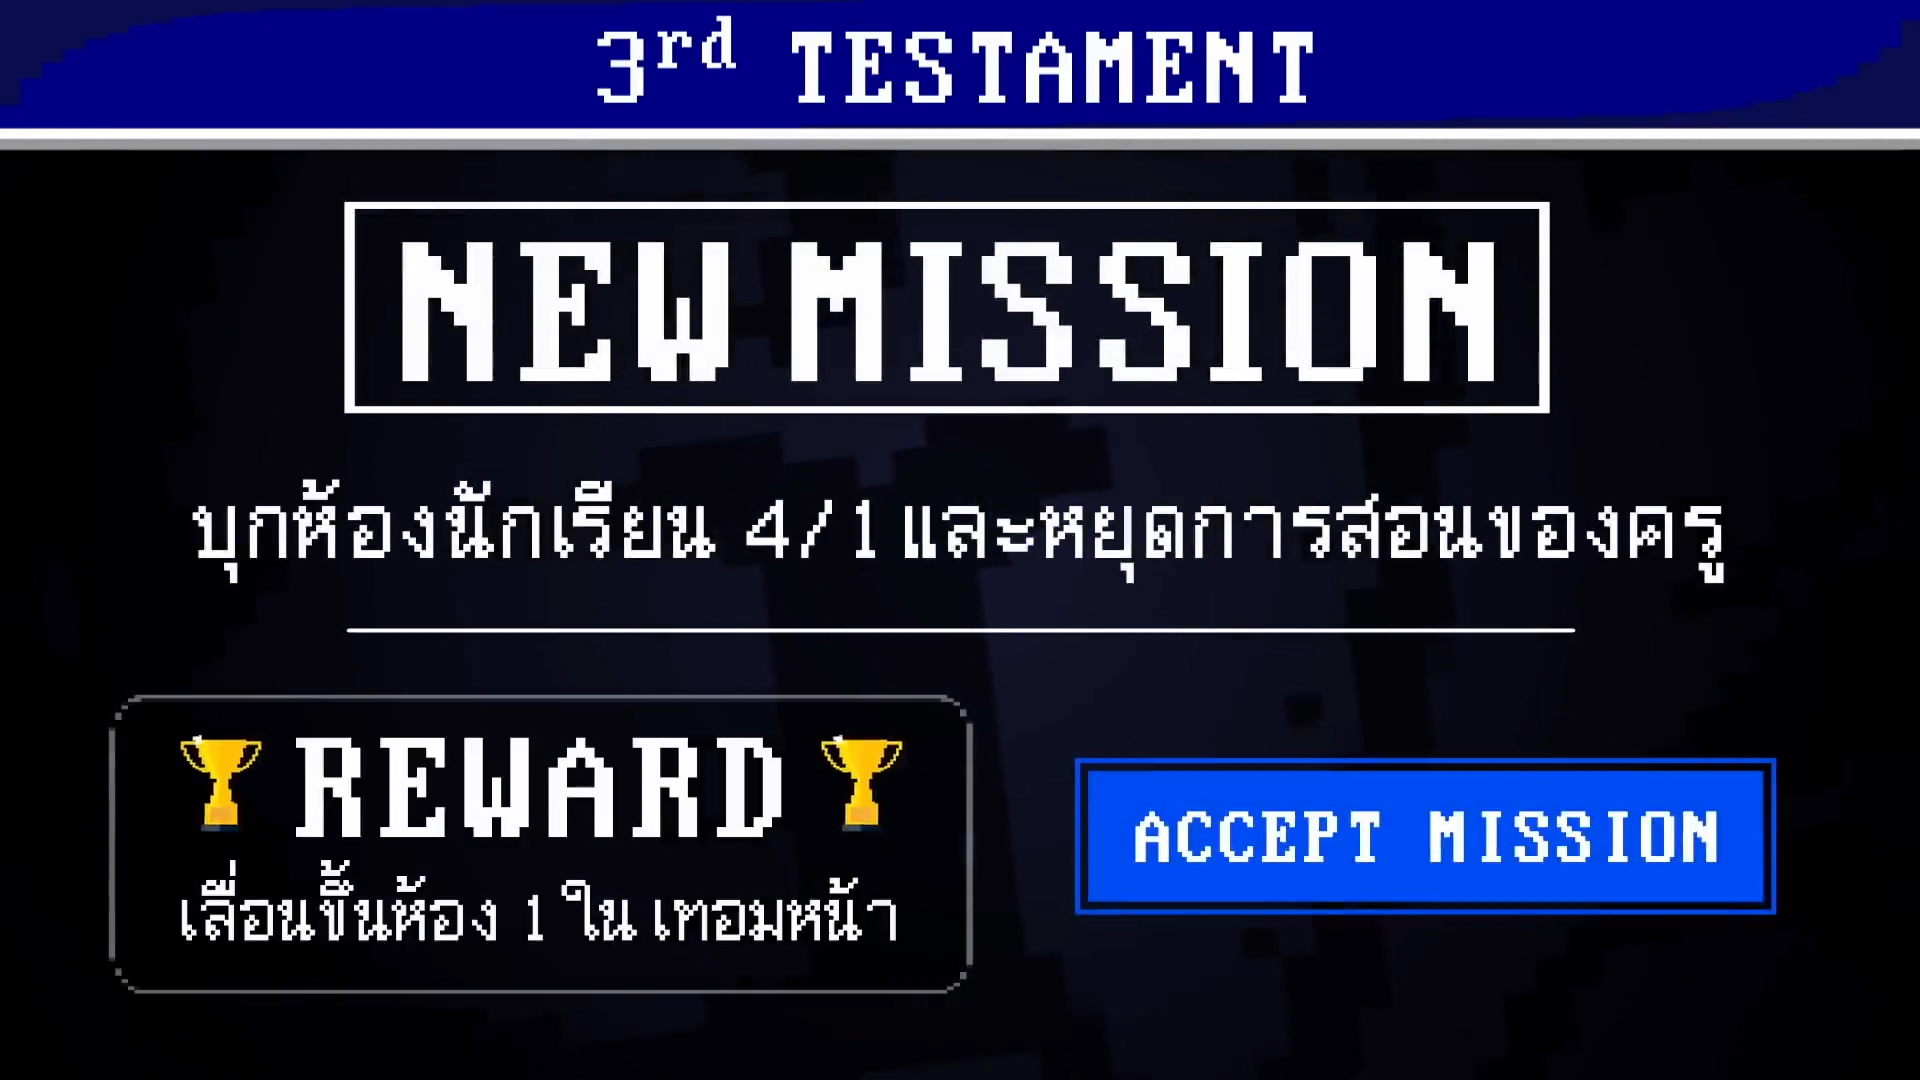 3rd TESTAMENT
NEW MISSION
บุกห้องนักเรียน 4/1 และหยุดการสอนของครู
REWARD
เลื่อนขึ้นห้อง 1 ใน เทอมหน้า
ACCEPT MISSION